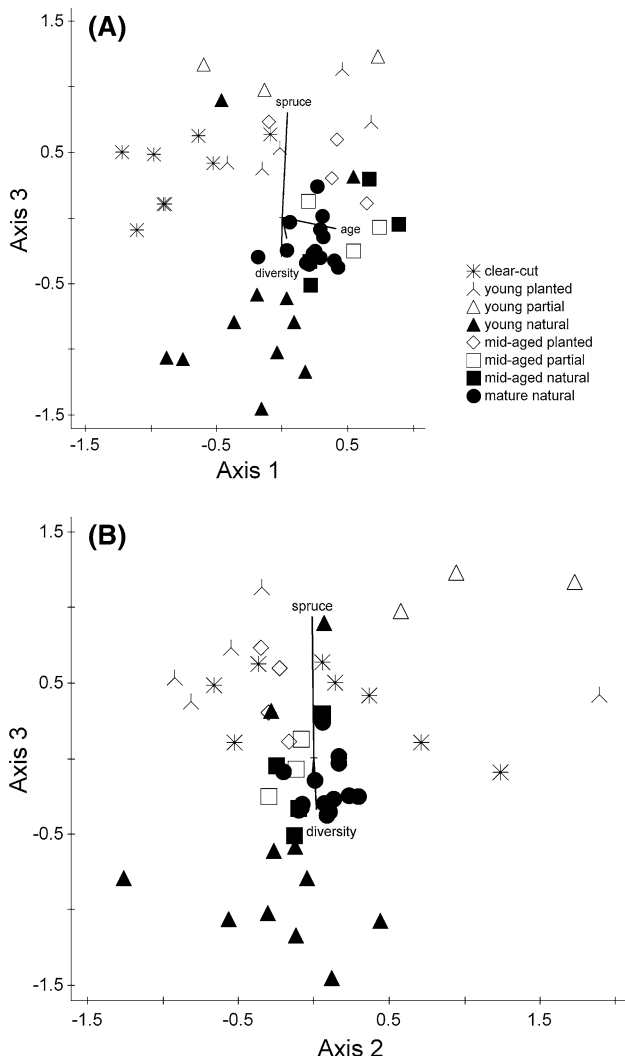 (A)
1.5
0.5
-0.5
-1.5
Axis 3
spruce
age
diversity
-1.5
-0.5
0.5
Axis 1
clear-cut
young planted
young partial
young natural
mid-aged planted
mid-aged partial
mid-aged natural
mature natural
(B)
1.5
0.5
-0.5
-1.5
Axis 3
spruce
diversity
-1.5
-0.5
0.5
1.5
Axis 2